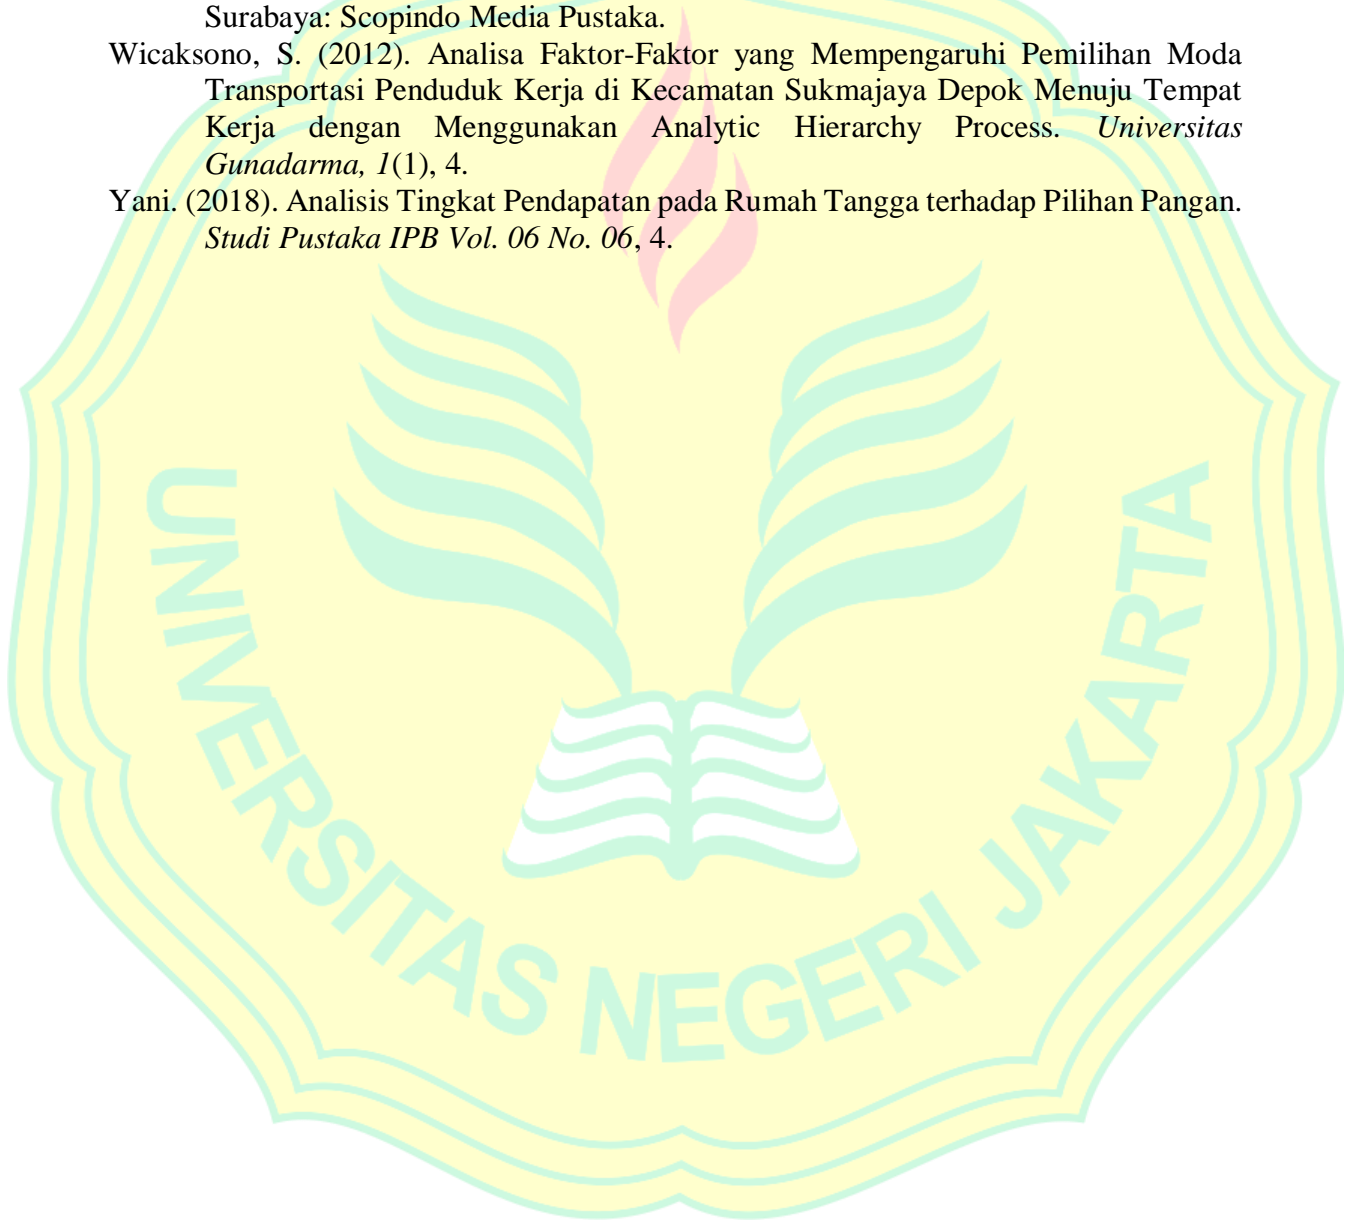 Surabaya: Scopindo Media Pustaka.
Wicaksono, S. (2012). Analisa Faktor-Faktor yang Mempengaruhi Pemilihan Moda
Transportasi Penduduk Kerja di Kecamatan Sukmajaya Depok Menuju Tempat
Kerja dengan Menggunakan Analytic Hierarchy Process. Universitas
Gunadarma, 1(1), 4.
Yani. (2018). Analisis Tingkat Pendapatan pada Rumah Tangga terhadap Pilihan Pangan.
Studi Pustaka IPB Vol. 06 No. 06, 4.
UNIVERSITAS NEGERI JAKARTA